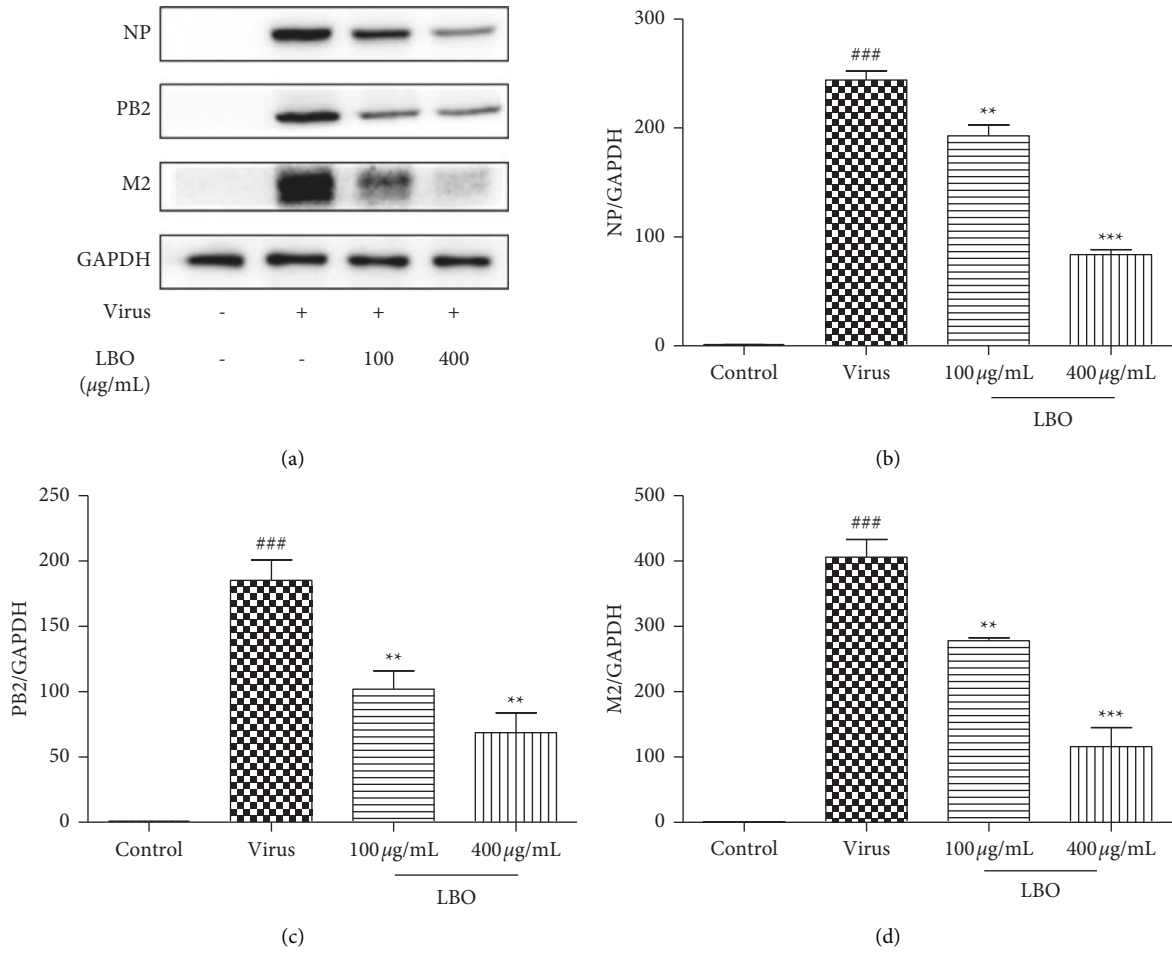 NP
PB2
M2
GAPDH
Virus - + + +
LBO - - 100 400
(μg/mL)
(a)
300
200
100
0
NP/GAPDH
###
**
***
Control Virus 100 μg/mL 400 μg/mL
LBO
(b)
250
200
150
100
50
0
PB2/GAPDH
###
**
**
Control Virus 100 μg/mL 400 μg/mL
LBO
(c)
500
400
300
200
100
0
M2/GAPDH
###
**
***
Control Virus 100 μg/mL 400 μg/mL
LBO
(d)